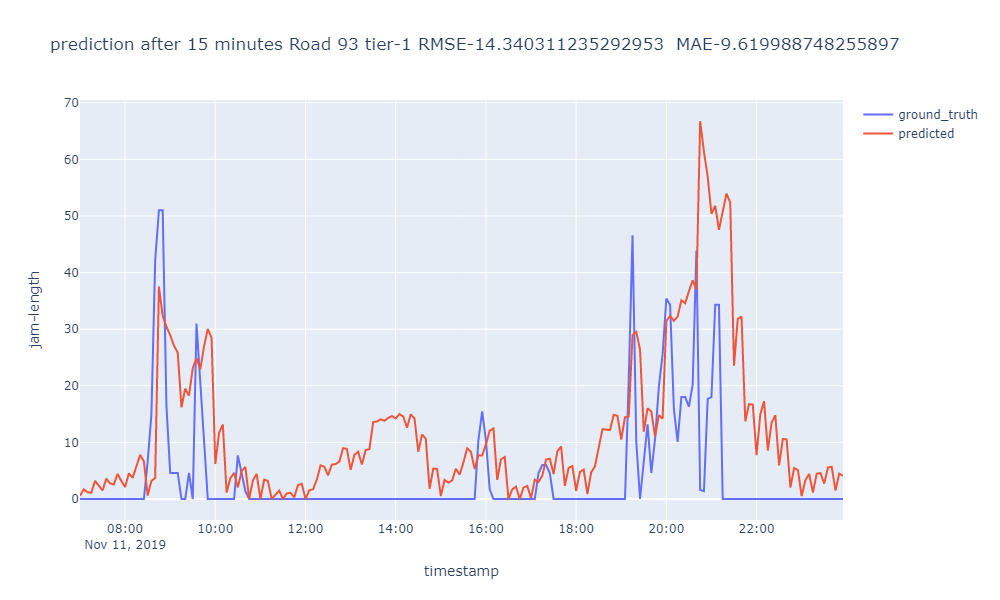 prediction after 15 minutes Road 93 tier-1 RMSE-14.340311235292953  MAE-9.619988748255897
ground_truth
predicted
jam-length
70
60
50
40
30
20
10
0
08:00 10:00 12:00 14:00 16:00 18:00 20:00 22:00
Nov 11, 2019
timestamp